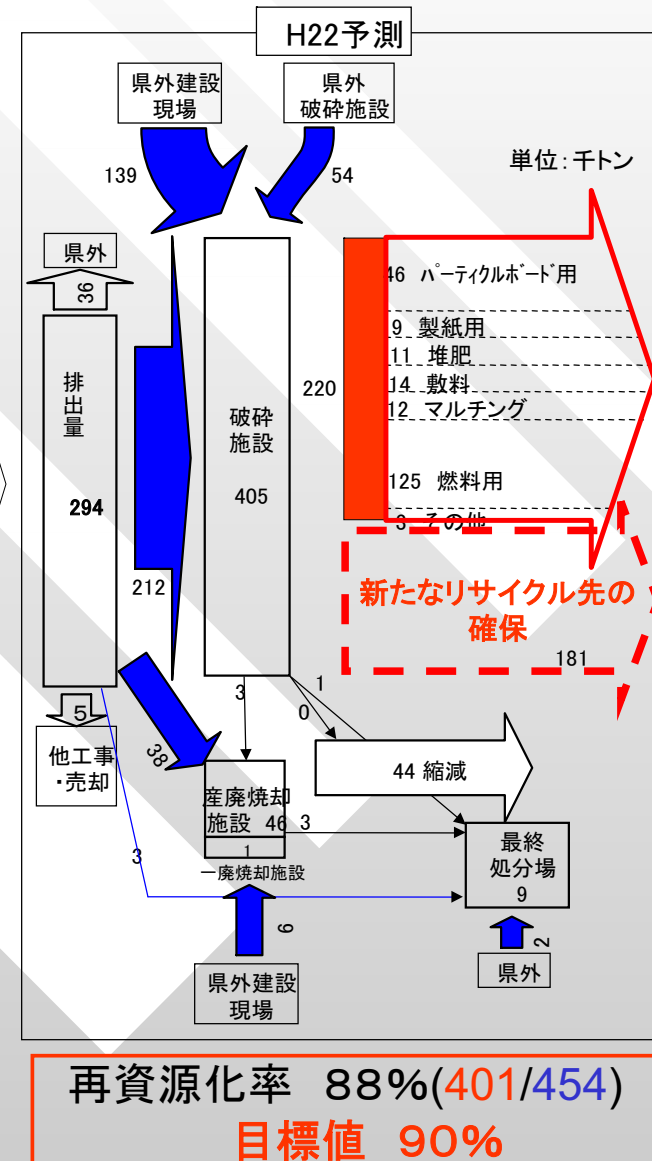 H22予測
県外建設
現場
県外
破砕施設
139
54
単位:千トン
県外
36
排出量
294
212
破砕
施設
405
220
46 パーティクルボード用
9 製紙用
11 堆肥
14 敷料
12 マルチング
125 燃料用
3 その他
新たなリサイクル先の
確保
181
5
他工事
・売却
38
3
3
0
1
44 縮減
産廃焼却
施設 46
1
一廃焼却施設
3
最終
処分場
9
6
県外建設
現場
2
県外
再資源化率 88%(401/454)
目標値 90%